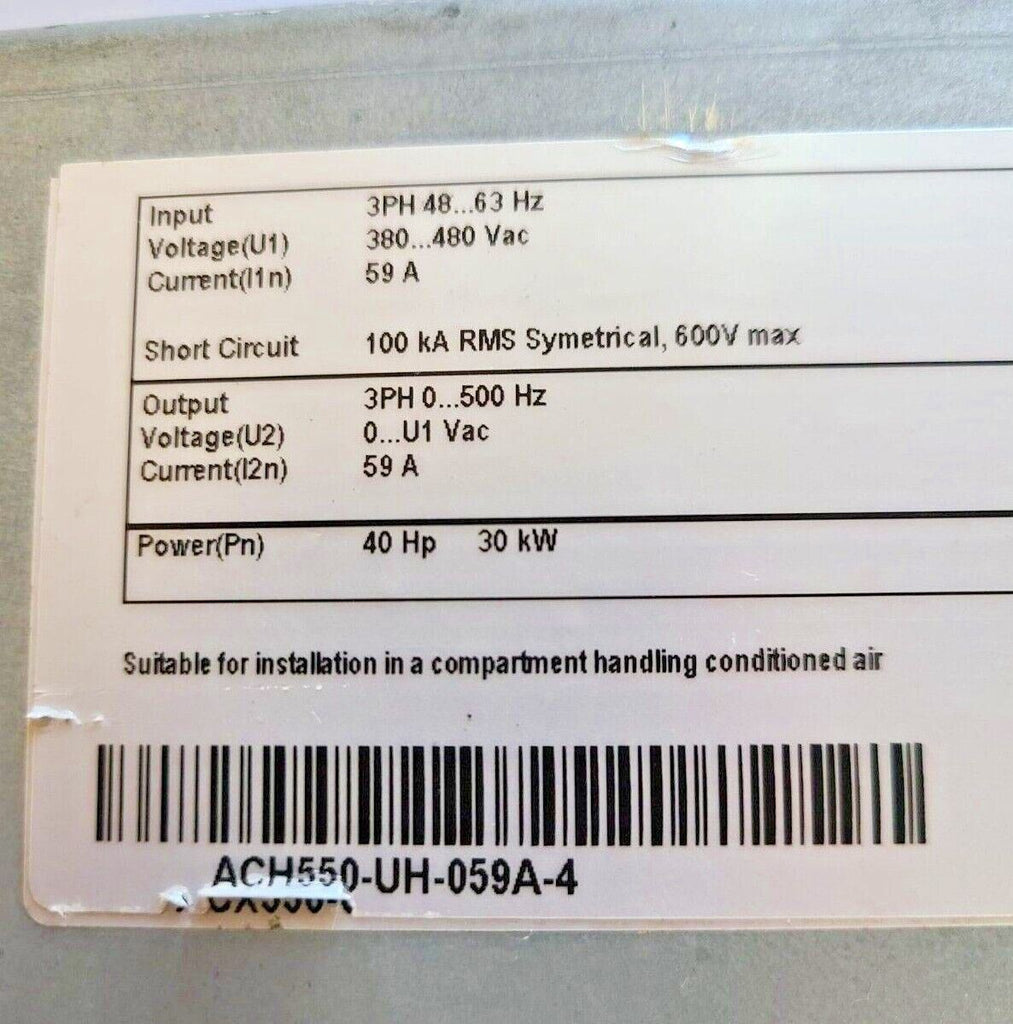 Input 3PH 48...63 Hz
Voltage(U1) 380...480 Vac
Current(I1n) 59 A
Short Circuit 100 kA RMS Symetrical, 600V max
Output 3PH 0...500 Hz
Voltage(U2) 0...U1 Vac
Current(I2n) 59 A
Power(Pn) 40 Hp 30 kW
Suitable for installation in a compartment handling conditioned air
ACH550-UH-059A-4